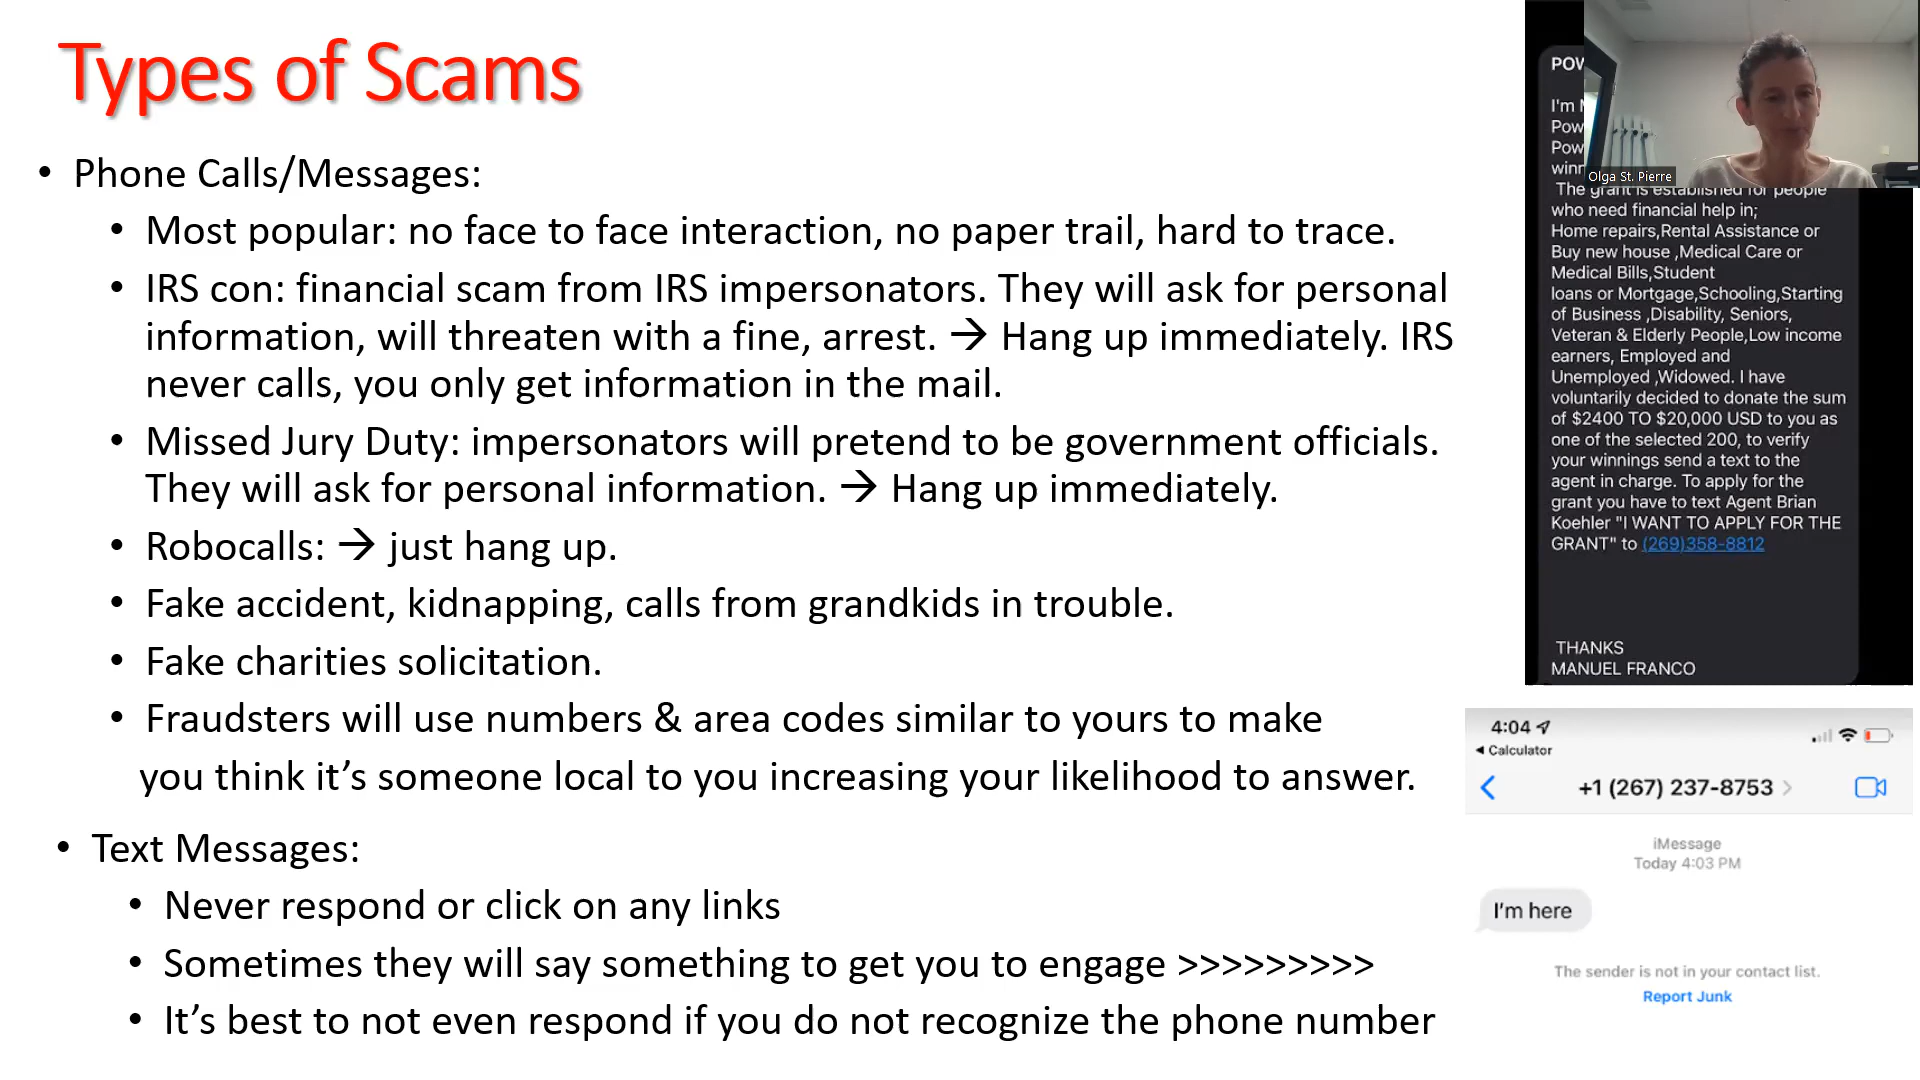 Types of Scams
• Phone Calls/Messages:
• Most popular: no face to face interaction, no paper trail, hard to trace.
• IRS con: financial scam from IRS impersonators. They will ask for personal
information, will threaten with a fine, arrest. → Hang up immediately. IRS
never calls, you only get information in the mail.
• Missed Jury Duty: impersonators will pretend to be government officials.
They will ask for personal information. → Hang up immediately.
• Robocalls: → just hang up.
• Fake accident, kidnapping, calls from grandkids in trouble.
• Fake charities solicitation.
• Fraudsters will use numbers & area codes similar to yours to make
you think it’s someone local to you increasing your likelihood to answer.
• Text Messages:
• Never respond or click on any links
• Sometimes they will say something to get you to engage >>>>>>>>>
• It’s best to not even respond if you do not recognize the phone number
I'm
Olga St. Pierre
The grant is established for people
who need financial help in;
Home repairs,Rental Assistance or
Buy new house ,Medical Care or
Medical Bills,Student
loans or Mortgage,Schooling,Starting
of Business ,Disability, Seniors,
Veteran & Elderly People,Low income
earners, Employed and
Unemployed ,Widowed. I have
voluntarily decided to donate the sum
of $2400 TO $20,000 USD to you as
one of the selected 200, to verify
your winnings send a text to the
agent in charge. To apply for the
grant you have to text Agent Brian
Koehler "I WANT TO APPLY FOR THE
GRANT" to (269)358-8812
THANKS
MANUEL FRANCO
4:04
◀ Calculator
+1 (267) 237-8753 >
iMessage
Today 4:03 PM
I’m here
The sender is not in your contact list.
Report Junk